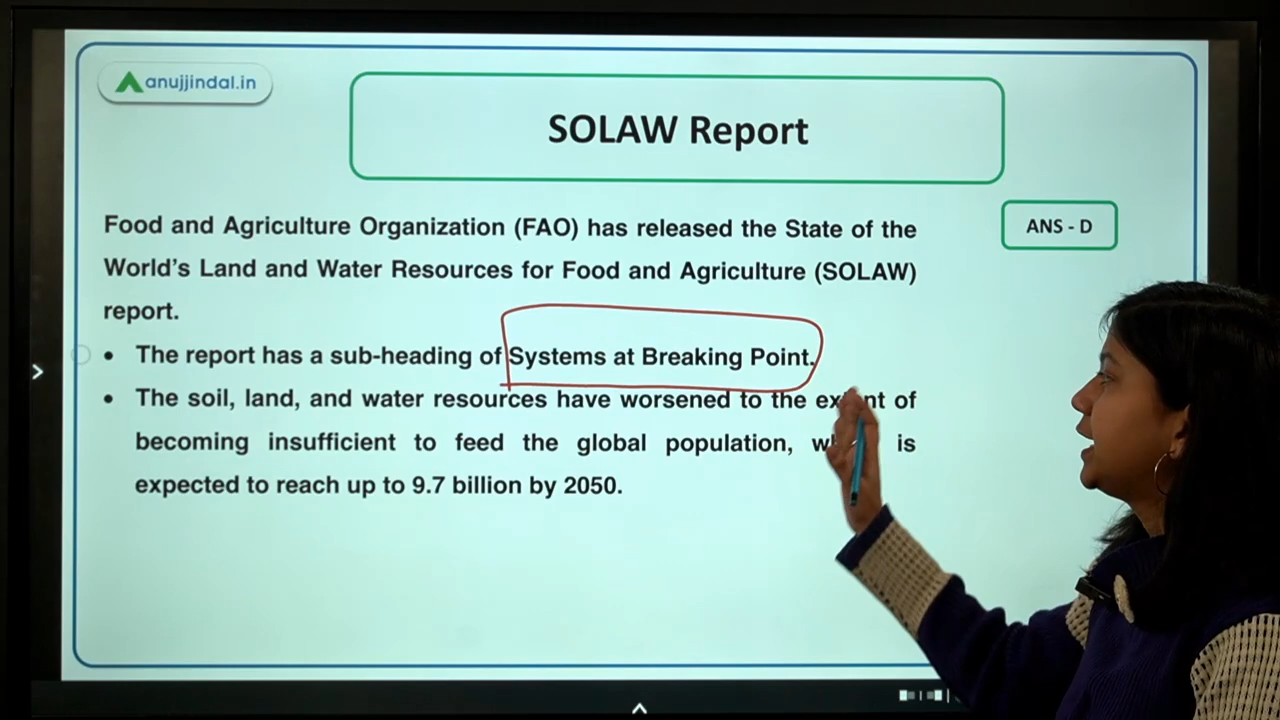 anujjindal.in
SOLAW Report
Food and Agriculture Organization (FAO) has released the State of the
World's Land and Water Resources for Food and Agriculture (SOLAW)
report.
ANS - D
• The report has a sub-heading of Systems at Breaking Point.
• The soil, land, and water resources have worsened to the of
becoming insufficient to feed the global population, is
expected to reach up to 9.7 billion by 2050.